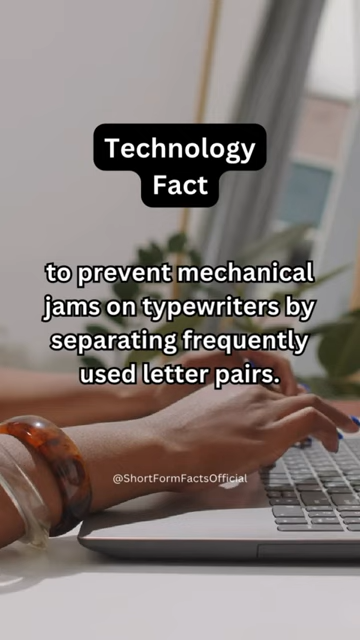 Technology
Fact
to prevent mechanical
jams on typewriters by
separating frequently
used letter pairs.
@ShortFormFactsOfficial